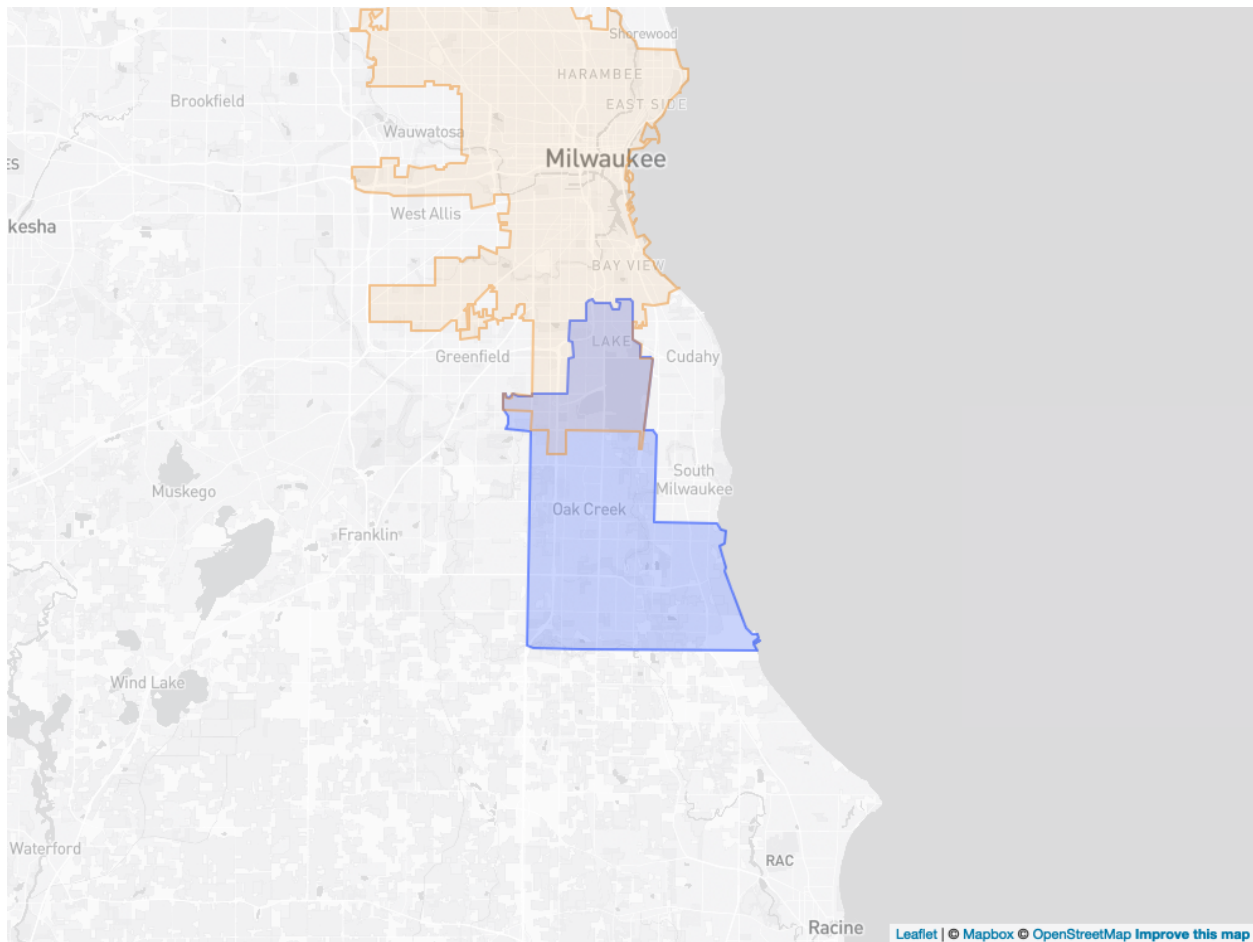 Shorewood
HARAMBEE
Brookfield
EAST SIDE
Wauwatosa
Milwaukee
ES
West Allis
kesha
BAY VIEW
LAKE
Greenfield
Cudahy
South
Milwaukee
Muskego
Oak Creek
Franklin
Wind Lake
Waterford
RAC
Racine
Leaflet | © Mapbox © OpenStreetMap Improve this map